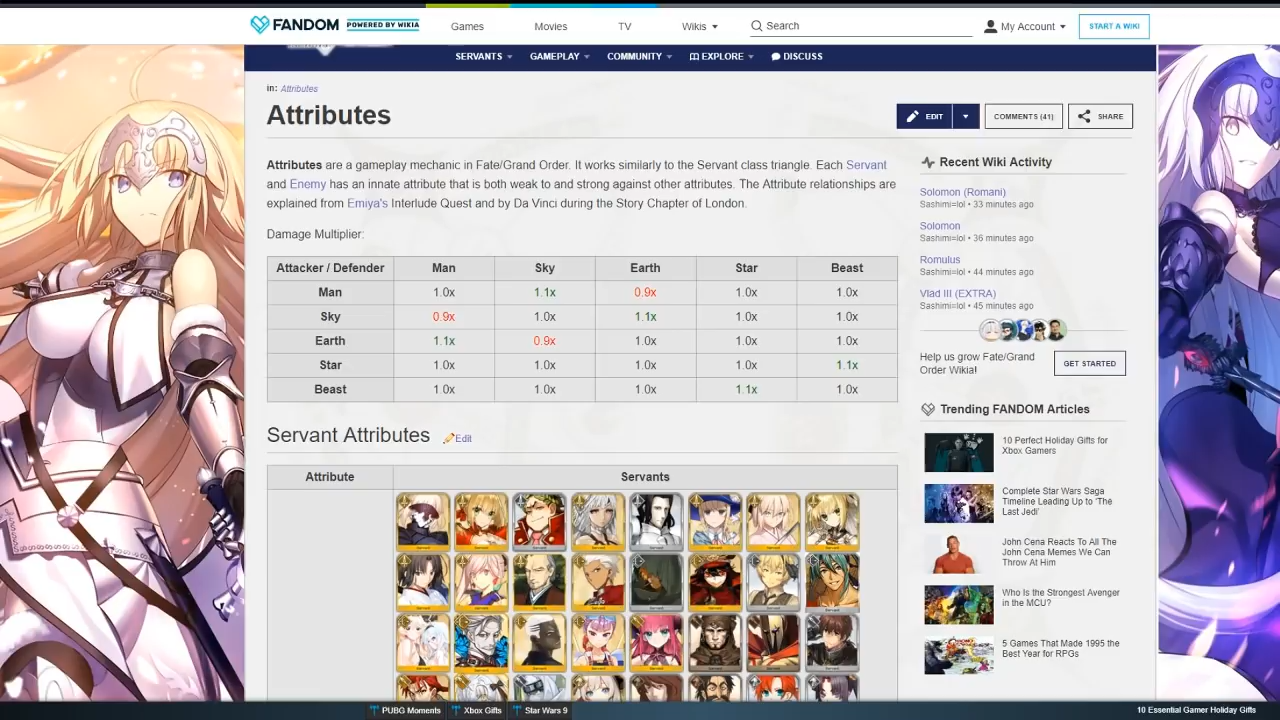 FANDOM POWERED BY WIKIA Games Movies TV Wikis Search My Account START A WIKI
SERVANTS GAMEPLAY COMMUNITY EXPLORE DISCUSS
in: Attributes
Attributes
EDIT COMMENTS (41) SHARE
Attributes are a gameplay mechanic in Fate/Grand Order. It works similarly to the Servant class triangle. Each Servant
and Enemy has an innate attribute that is both weak to and strong against other attributes. The Attribute relationships are
explained from Emiya's Interlude Quest and by Da Vinci during the Story Chapter of London.
Damage Multiplier:
Attacker / Defender Man Sky Earth Star Beast
Man 1.0x 1.1x 0.9x 1.0x 1.0x
Sky 0.9x 1.0x 1.1x 1.0x 1.0x
Earth 1.1x 0.9x 1.0x 1.0x 1.0x
Star 1.0x 1.0x 1.0x 1.0x 1.1x
Beast 1.0x 1.0x 1.0x 1.1x 1.0x
Servant Attributes Edit
Attribute Servants
Recent Wiki Activity
Solomon (Romani)
Sashimi=lol • 33 minutes ago
Solomon
Sashimi=lol • 36 minutes ago
Romulus
Sashimi=lol • 44 minutes ago
Vlad III (EXTRA)
Sashimi=lol • 45 minutes ago
Help us grow Fate/Grand
Order Wikia!
GET STARTED
Trending FANDOM Articles
10 Perfect Holiday Gifts for
Xbox Gamers
Complete Star Wars Saga
Timeline Leading Up to 'The
Last Jedi'
John Cena Reacts To All The
John Cena Memes We Can
Throw At Him
Who Is the Strongest Avenger
in the MCU?
5 Games That Made 1995 the
Best Year for RPGs
PUBG Moments Xbox Gifts Star Wars 9 10 Essential Gamer Holiday Gifts